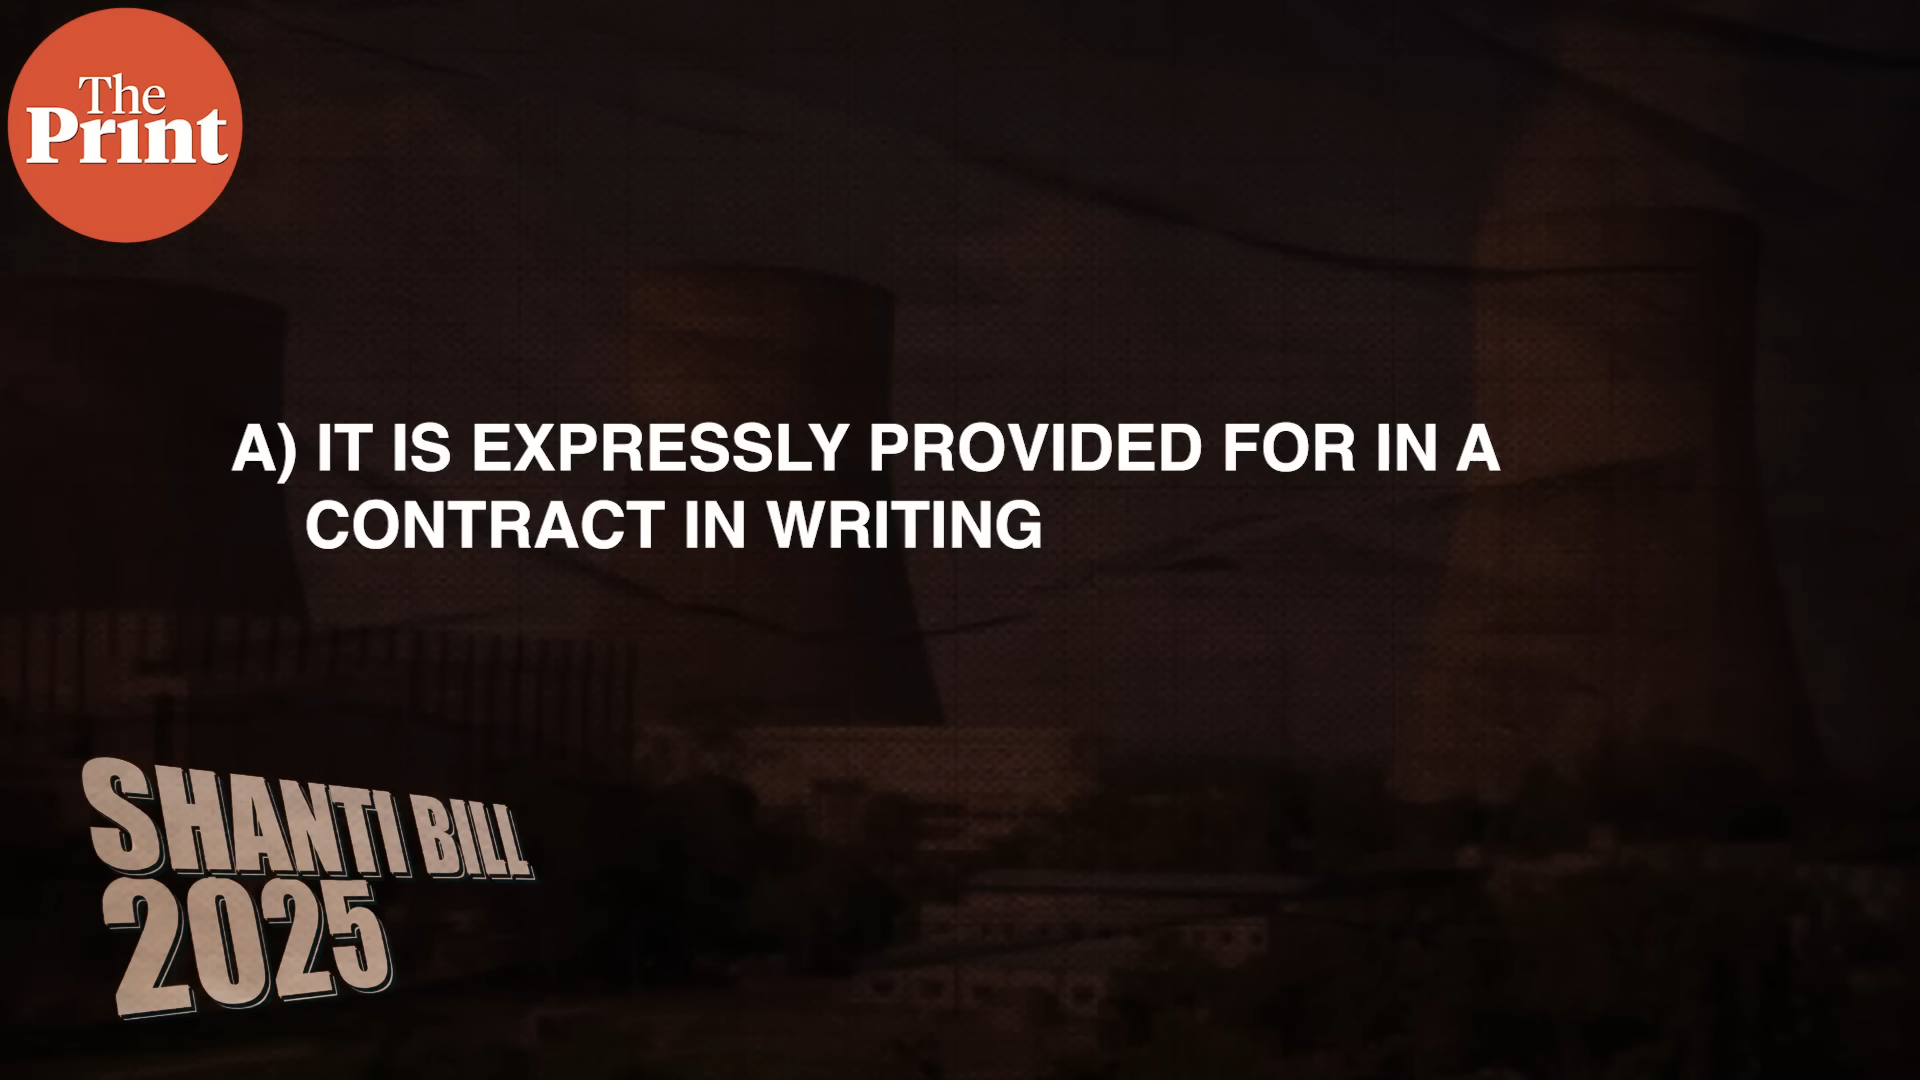 The
Print
A) IT IS EXPRESSLY PROVIDED FOR IN A
CONTRACT IN WRITING
SHANTI BILL
2025